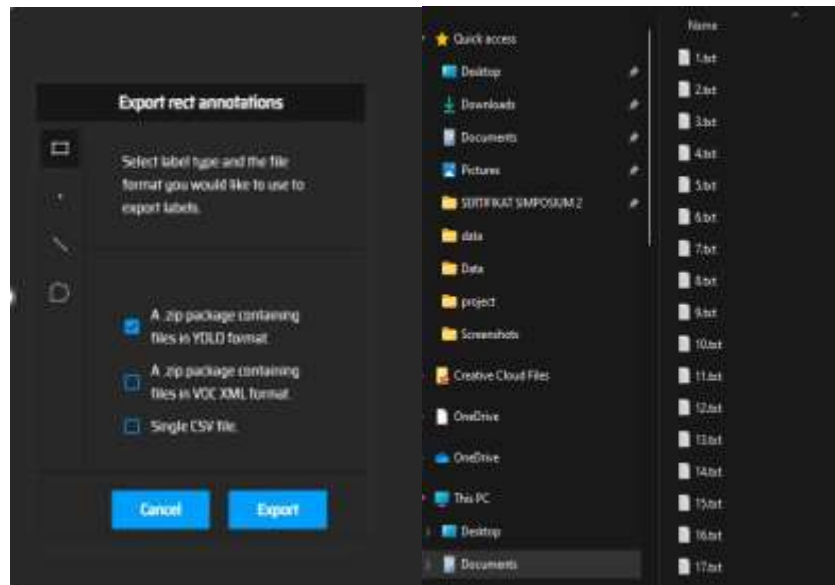 Export rect annotations
Select label type and the file
format you would like to use to
export labels.
A .zip package containing
files in YOLO format.
A .zip package containing
files in VOC XML format.
Single CSV file.
Cancel
Export
Quick access
Desktop
Downloads
Documents
Pictures
SERTIFIKAT SIMPOSIUM 2
data
Data
project
Screenshots
Creative Cloud Files
OneDrive
OneDrive
This PC
Desktop
Documents
Name
1.txt
2.txt
3.txt
4.txt
5.txt
6.txt
7.txt
8.txt
9.txt
10.txt
11.txt
12.txt
13.txt
14.txt
15.txt
16.txt
17.txt